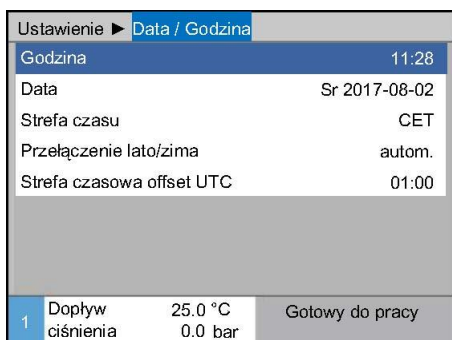 Ustawienie ► Data / Godzina
Godzina 11:28
Data Sr 2017-08-02
Strefa czasu CET
Przełączenie lato/zima autom.
Strefa czasowa offset UTC 01:00
1 Dopływ 25.0 °C Gotowy do pracy
ciśnienia 0.0 bar